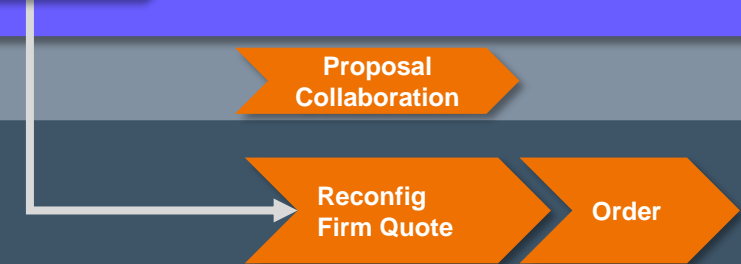 Proposal
Collaboration
Reconfig
Firm Quote
Order